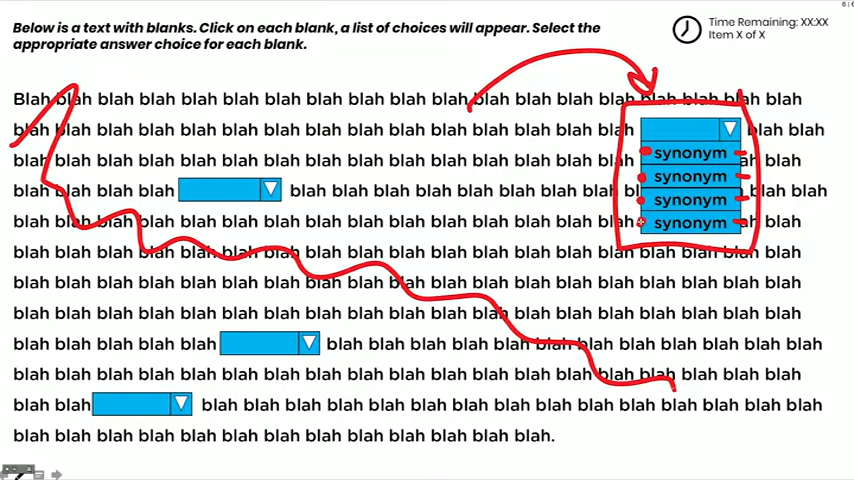 6 | 6
Below is a text with blanks. Click on each blank, a list of choices will appear. Select the
appropriate answer choice for each blank.
Time Remaining: XX:XX
Item X of X
Blah blah blah blah blah blah blah blah blah blah blah blah blah blah blah blah blah blah blah
blah blah blah blah blah blah blah blah blah blah blah blah blah blah blah blah blah
blah blah blah blah blah blah blah blah blah blah blah blah blah blah blah blah
blah blah blah blah blah blah blah blah blah blah blah blah blah blah
blah blah blah blah blah blah blah blah blah blah blah blah blah blah blah blah
synonym
synonym
synonym
synonym
blah blah blah blah blah blah blah blah blah blah blah blah blah blah blah blah blah blah blah
blah blah blah blah blah blah blah blah blah blah blah blah blah blah blah blah blah blah blah
blah blah blah blah blah blah blah blah blah blah blah blah blah blah blah blah blah blah blah
blah blah blah blah blah blah blah blah blah blah blah blah blah blah blah blah blah
blah blah blah blah blah blah blah blah blah blah blah blah blah blah blah blah blah blah blah
blah blah blah blah blah blah blah blah blah blah blah blah blah blah blah blah blah
blah blah blah blah blah blah blah blah blah blah blah blah blah.